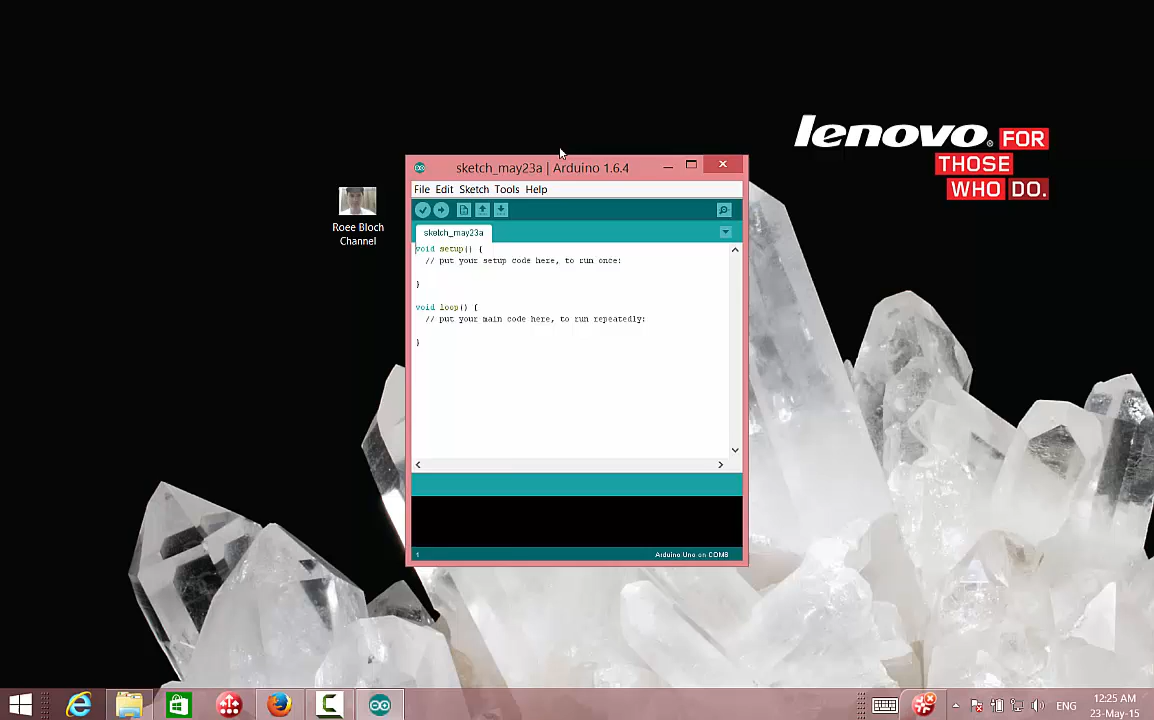 lenovo. FOR
THOSE
WHO DO.
Roee Bloch
Channel
sketch_may23a | Arduino 1.6.4
File Edit Sketch Tools Help
sketch_may23a
void setup() {
// put your setup code here, to run once:
}
void loop() {
// put your main code here, to run repeatedly:
}
1
Arduino Uno on COM8
ENG
12:25 AM
23-May-15